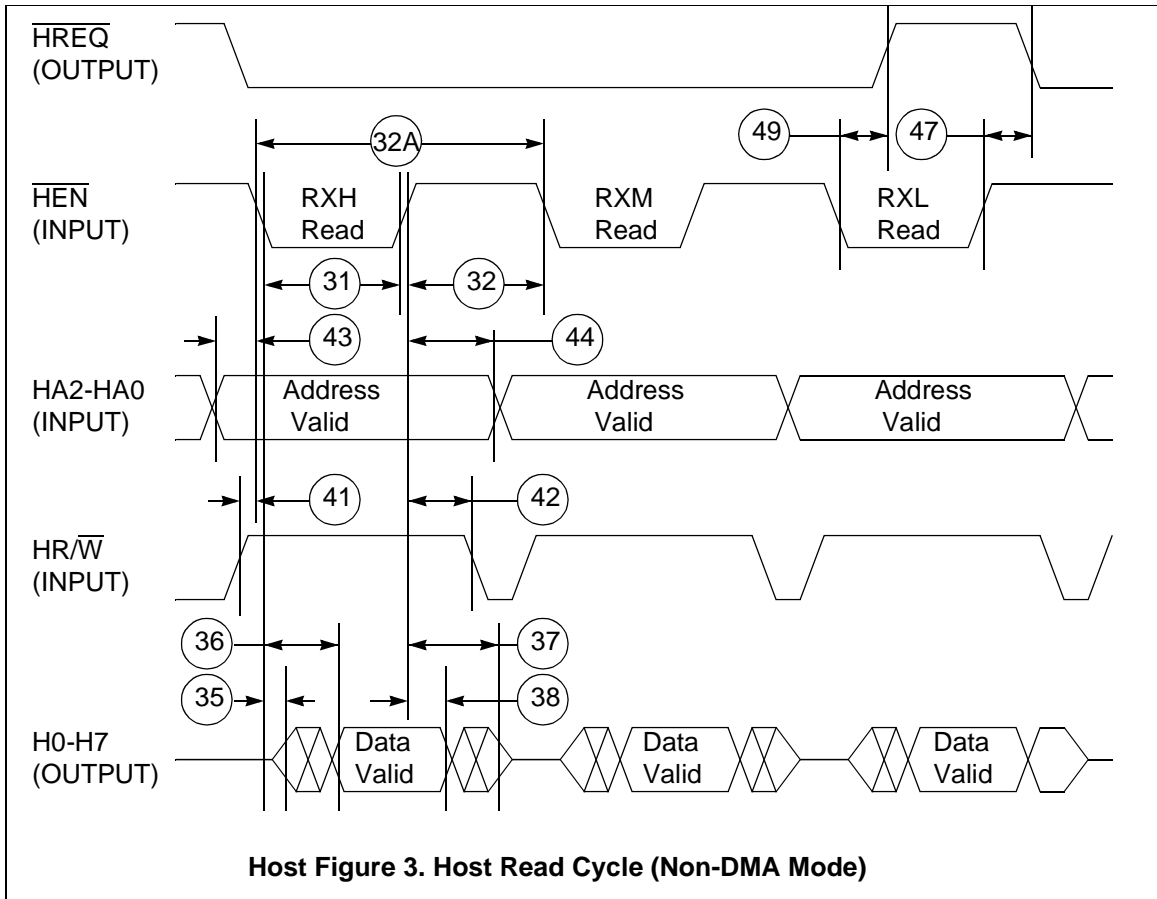 HREQ
(OUTPUT)
32A
49
47
HEN
(INPUT)
RXH
Read
RXM
Read
RXL
Read
31
32
43
44
HA2-HA0
(INPUT)
Address
Valid
Address
Valid
Address
Valid
41
42
HR/W
(INPUT)
36
37
35
38
H0-H7
(OUTPUT)
Data
Valid
Data
Valid
Data
Valid
Host Figure 3. Host Read Cycle (Non-DMA Mode)